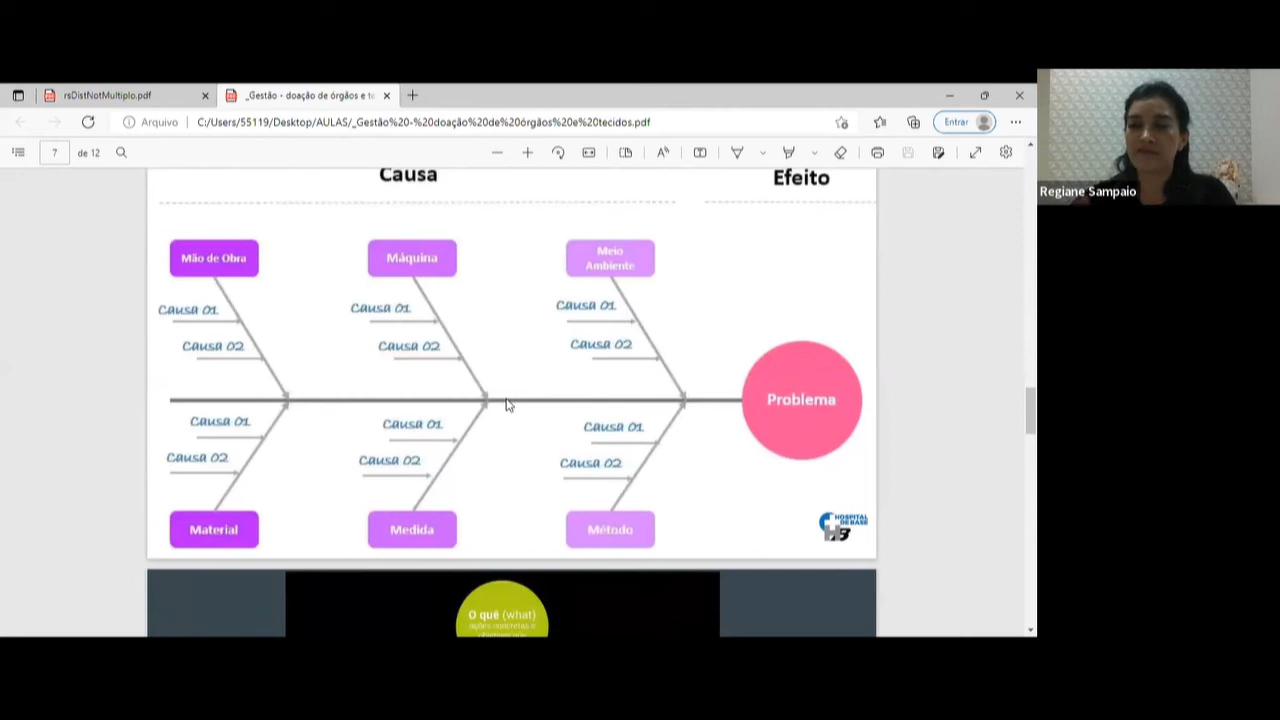 rsDistNotMultiplo.pdf
_Gestão - doação de órgãos e te
Arquivo
C:/Users/55119/Desktop/AULAS/_Gestão%20-%20doação%20de%20órgãos%20e%20tecidos.pdf
Entrar
7
de 12
Regiane Sampaio
Causa
Efeito
Mão de Obra
Máquina
Meio
Ambiente
Causa 01
Causa 01
Causa 01
Causa 02
Causa 02
Causa 02
Problema
Causa 01
Causa 01
Causa 01
Causa 02
Causa 02
Causa 02
Material
Medida
Método
HOSPITAL
DE BASE
O quê (what)
ações concretas e